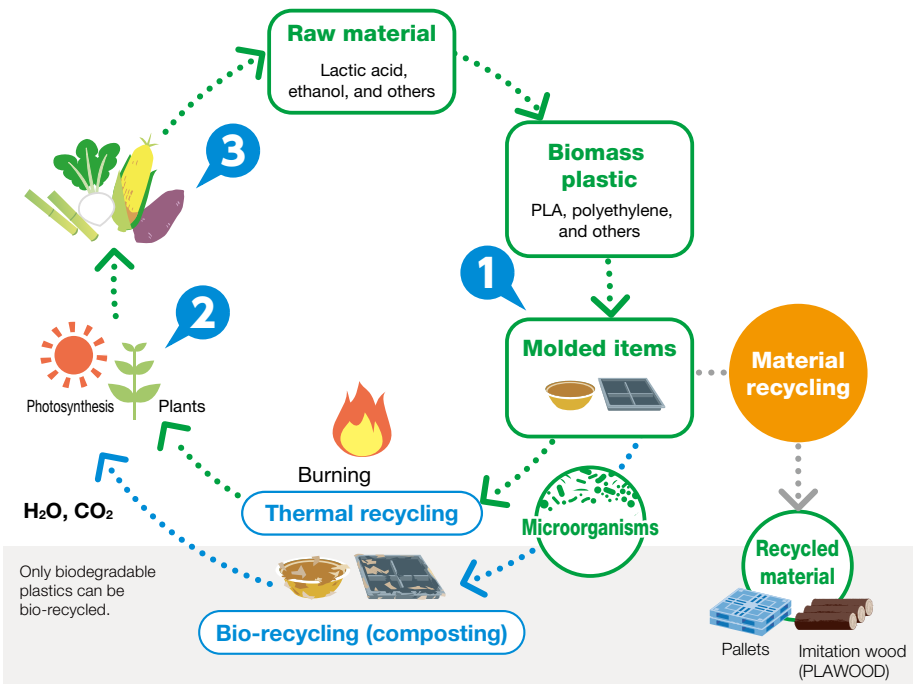 Raw material
Lactic acid,
ethanol, and others
3
Biomass
plastic
PLA, polyethylene,
and others
1
2
Molded items
Material
recycling
Photosynthesis
Plants
Burning
Thermal recycling
H₂O, CO₂
Microorganisms
Only biodegradable
plastics can be
bio-recycled.
Bio-recycling (composting)
Recycled
material
Pallets
Imitation wood
(PLAWOOD)